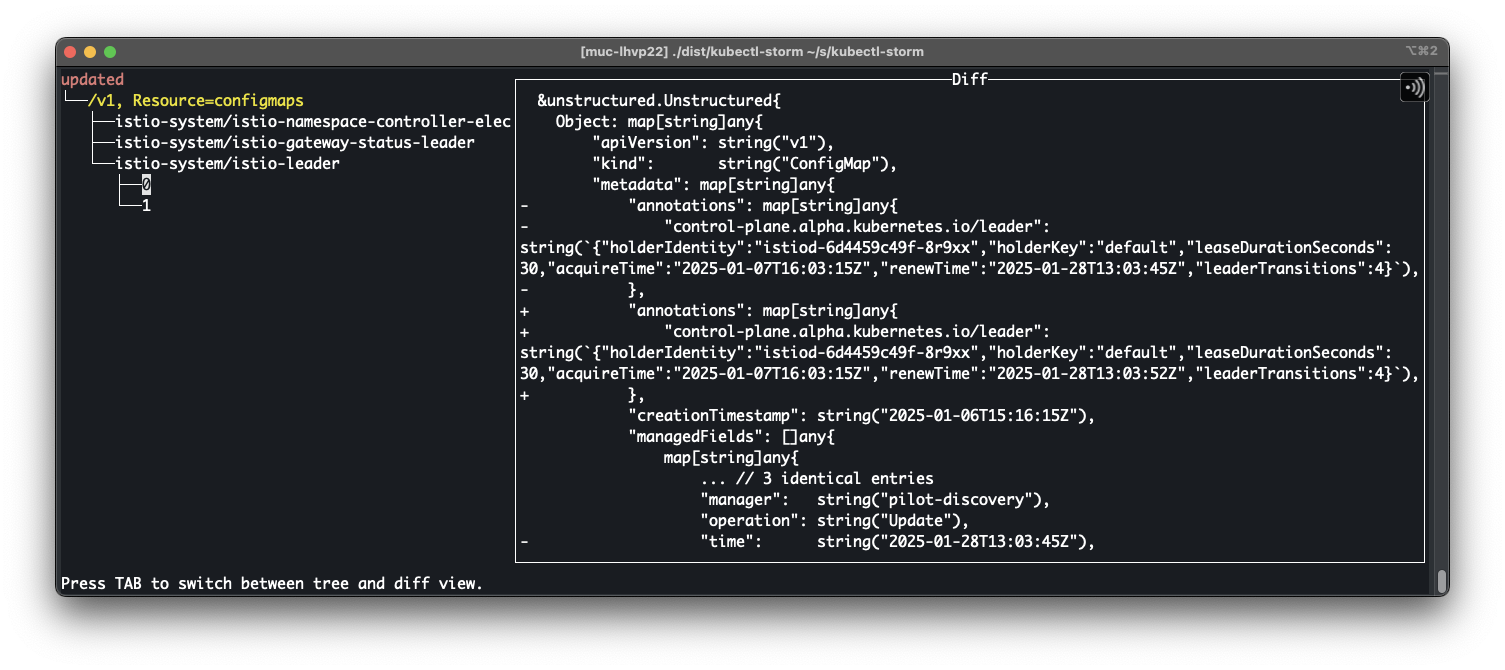 [muc-lhvp22] ./dist/kubectl-storm ~/s/kubectl-storm
⌥⌘2
updated
/v1, Resource=configmaps
istio-system/istio-namespace-controller-elec
istio-system/istio-gateway-status-leader
istio-system/istio-leader
0
1
Diff
&unstructured.Unstructured{
Object: map[string]any{
"apiVersion": string("v1"),
"kind":       string("ConfigMap"),
"metadata": map[string]any{
-           "annotations": map[string]any{
-               "control-plane.alpha.kubernetes.io/leader":
string(`{"holderIdentity":"istiod-6d4459c49f-8r9xx","holderKey":"default","leaseDurationSeconds":
30,"acquireTime":"2025-01-07T16:03:15Z","renewTime":"2025-01-28T13:03:45Z","leaderTransitions":4}`),
-           },
+           "annotations": map[string]any{
+               "control-plane.alpha.kubernetes.io/leader":
string(`{"holderIdentity":"istiod-6d4459c49f-8r9xx","holderKey":"default","leaseDurationSeconds":
30,"acquireTime":"2025-01-07T16:03:15Z","renewTime":"2025-01-28T13:03:52Z","leaderTransitions":4}`),
+           },
"creationTimestamp": string("2025-01-06T15:16:15Z"),
"managedFields": []any{
map[string]any{
... // 3 identical entries
"manager":   string("pilot-discovery"),
"operation": string("Update"),
-                   "time":      string("2025-01-28T13:03:45Z"),
Press TAB to switch between tree and diff view.